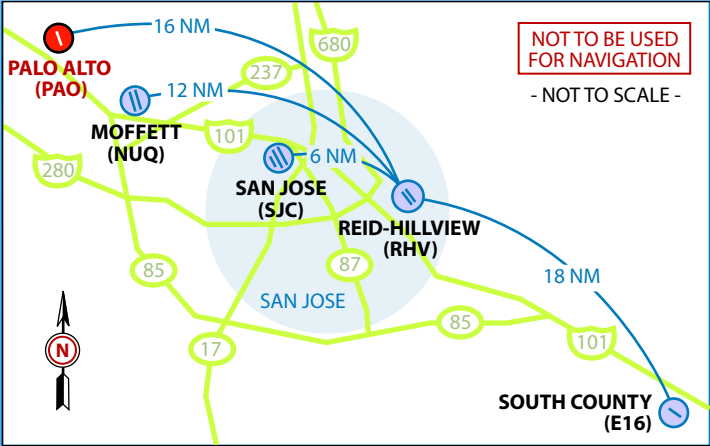 16 NM
680
NOT TO BE USED
FOR NAVIGATION
PALO ALTO
(PAO)
237
12 NM
- NOT TO SCALE -
MOFFETT
(NUQ)
101
6 NM
280
SAN JOSE
(SJC)
REID-HILLVIEW
(RHV)
85
87
18 NM
SAN JOSE
85
N
17
101
SOUTH COUNTY
(E16)